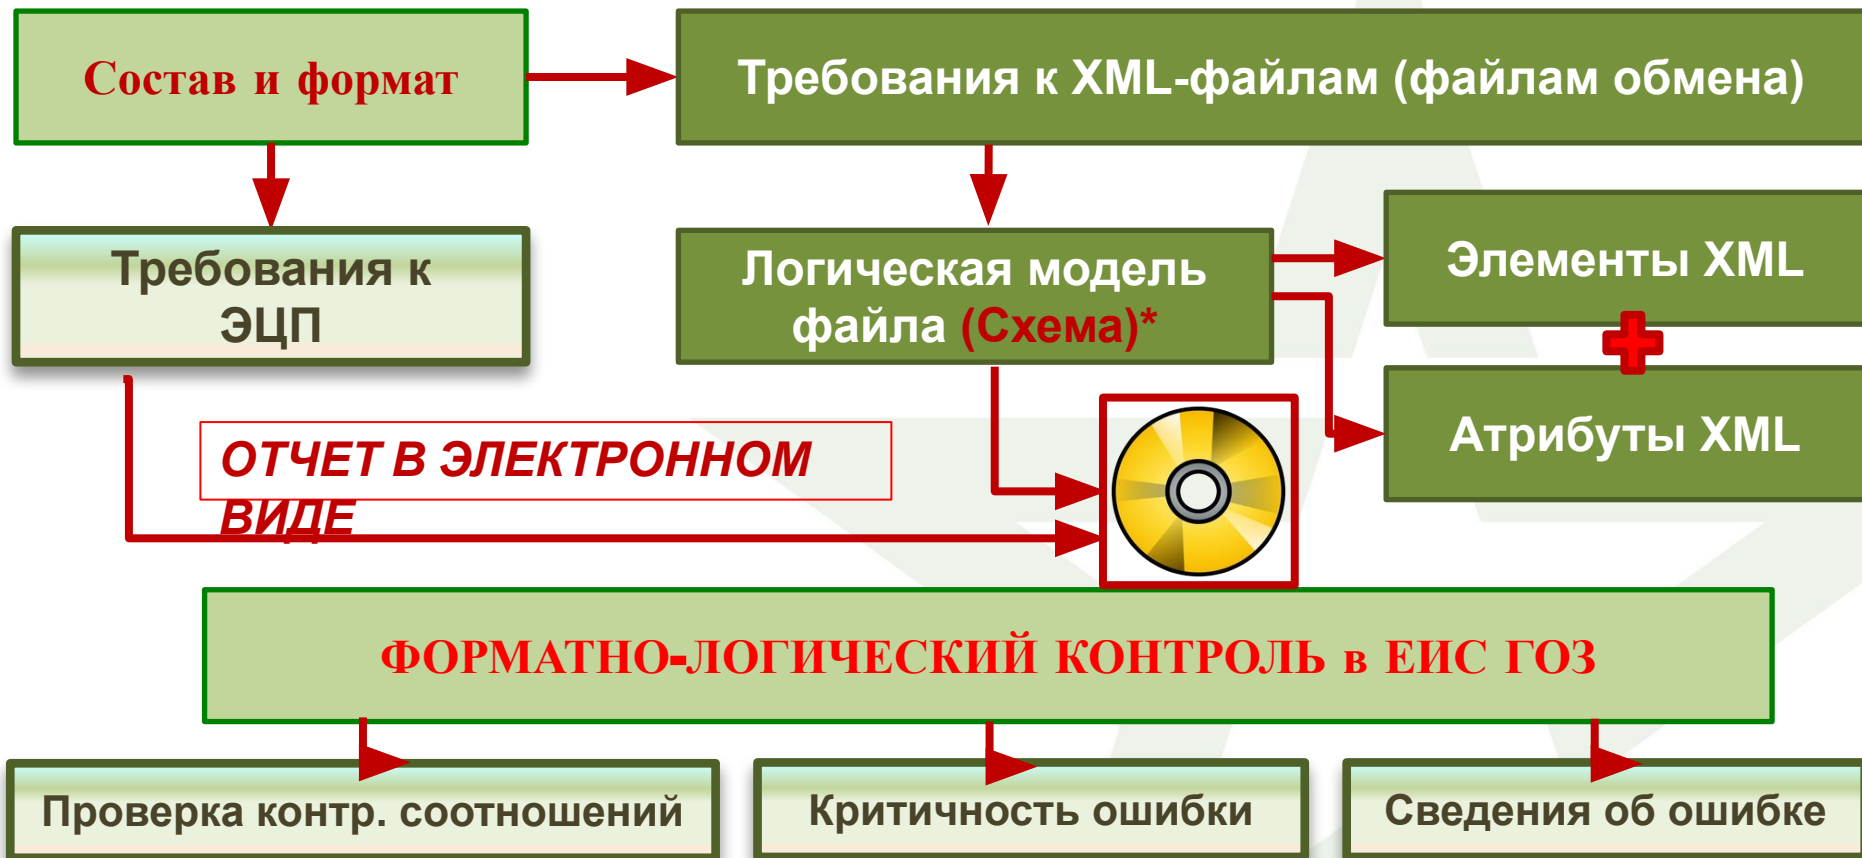 Состав и формат
Требования к XML-файлам (файлам обмена)
Требования к
ЭЦП
Логическая модель
файла (Схема)*
Элементы XML
Атрибуты XML
ОТЧЕТ В ЭЛЕКТРОННОМ
ВИДЕ
ФОРМАТНО-ЛОГИЧЕСКИЙ КОНТРОЛЬ в ЕИС ГОЗ
Проверка контр. соотношений
Критичность ошибки
Сведения об ошибке